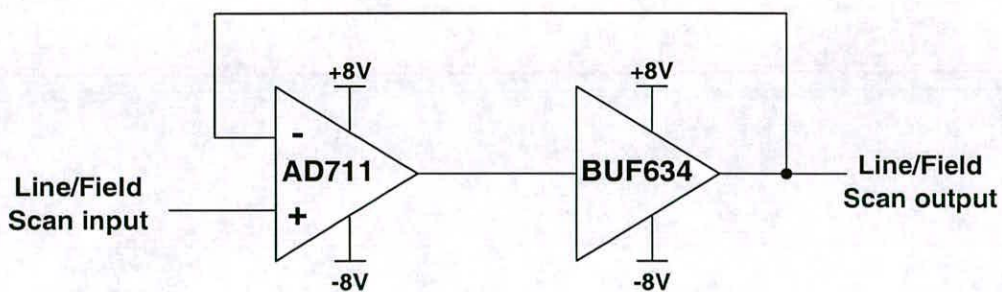 +8V
+8V
-
AD711
BUF634
Line/Field
Scan input
Line/Field
Scan output
+
-8V
-8V